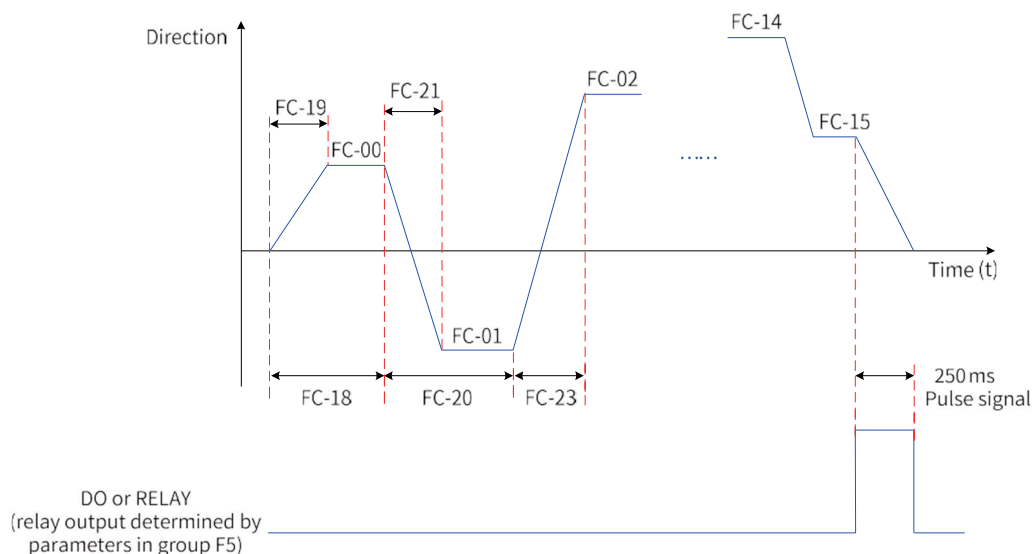 FC-14
Direction
FC-02
FC-21
FC-19
FC-15
FC-00
......
Time (t)
FC-01
250 ms
Pulse signal
FC-18
FC-20
FC-23
DO or RELAY
(relay output determined by
parameters in group F5)